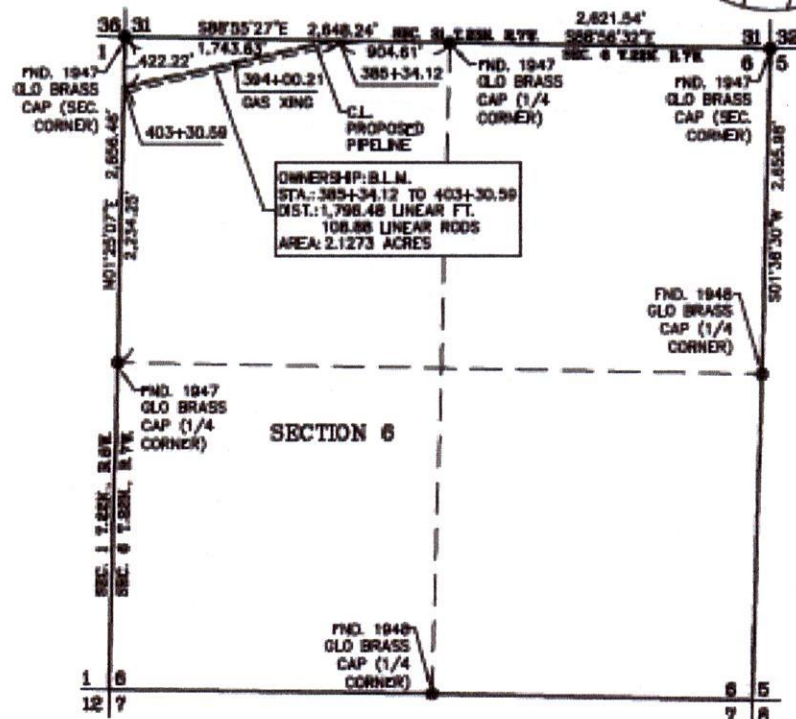 36 31
S88°55'27"E 2,648.24'
SEC. 31 T.23N. R.7W.
2,621.54'
S88°56'32"E
SEC. 6 T.22N. R.7W.
31 32
1
6 5
422.22'
1,743.63'
904.61'
385+34.12
394+00.21
GAS XING
403+30.59
C.L.
PROPOSED
PIPELINE
FND. 1947
GLO BRASS
CAP (SEC.
CORNER)
FND. 1947
GLO BRASS
CAP (1/4
CORNER)
FND. 1947
GLO BRASS
CAP (SEC.
CORNER)
OWNERSHIP: B.L.M.
STA.: 385+34.12 TO 403+30.59
DIST.: 1,796.48 LINEAR FT.
108.88 LINEAR RODS
AREA: 2.1273 ACRES
N01°25'07"E 2,656.46'
2,234.25'
S01°38'30"W 2,655.98'
FND. 1948
GLO BRASS
CAP (1/4
CORNER)
FND. 1947
GLO BRASS
CAP (1/4
CORNER)
SECTION 6
SEC. 1 T.22N. R.8W.
SEC. 6 T.22N. R.7W.
FND. 1948
GLO BRASS
CAP (1/4
CORNER)
1 6
12 7
6 5
7 8